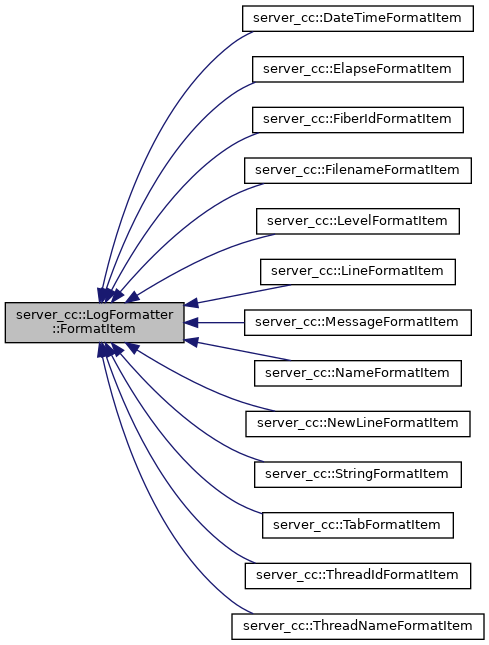 server_cc::DateTimeFormatItem
server_cc::ElapseFormatItem
server_cc::FiberIdFormatItem
server_cc::FilenameFormatItem
server_cc::LevelFormatItem
server_cc::LineFormatItem
server_cc::LogFormatter
::FormatItem
server_cc::MessageFormatItem
server_cc::NameFormatItem
server_cc::NewLineFormatItem
server_cc::StringFormatItem
server_cc::TabFormatItem
server_cc::ThreadIdFormatItem
server_cc::ThreadNameFormatItem